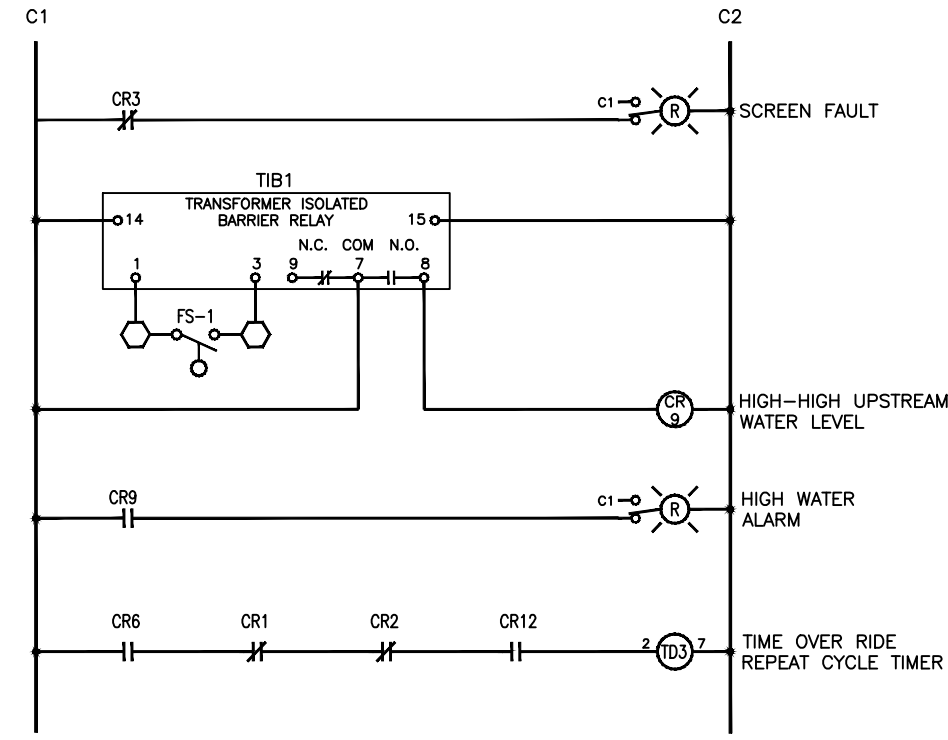 C1 C2
CR3 C1 R SCREEN FAULT
TIB1
TRANSFORMER ISOLATED
BARRIER RELAY
14 15
N.C. COM N.O.
1 3 9 7 8
FS-1
CR
9
HIGH-HIGH UPSTREAM
WATER LEVEL
CR9 C1 R HIGH WATER
ALARM
CR6 CR1 CR2 CR12
2 TD3 7 TIME OVER RIDE
REPEAT CYCLE TIMER